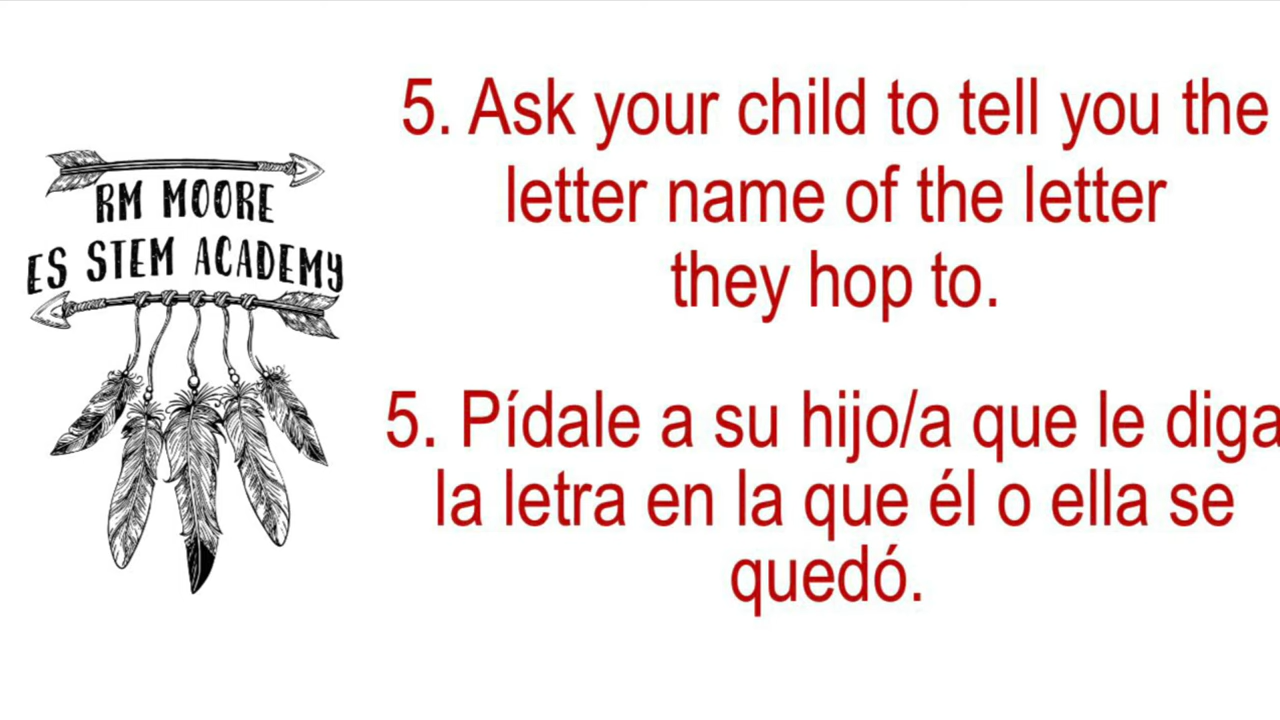 RM MOORE
ES STEM ACADEMY
5. Ask your child to tell you the
letter name of the letter
they hop to.
5. Pídale a su hijo/a que le diga
la letra en la que él o ella se
quedó.